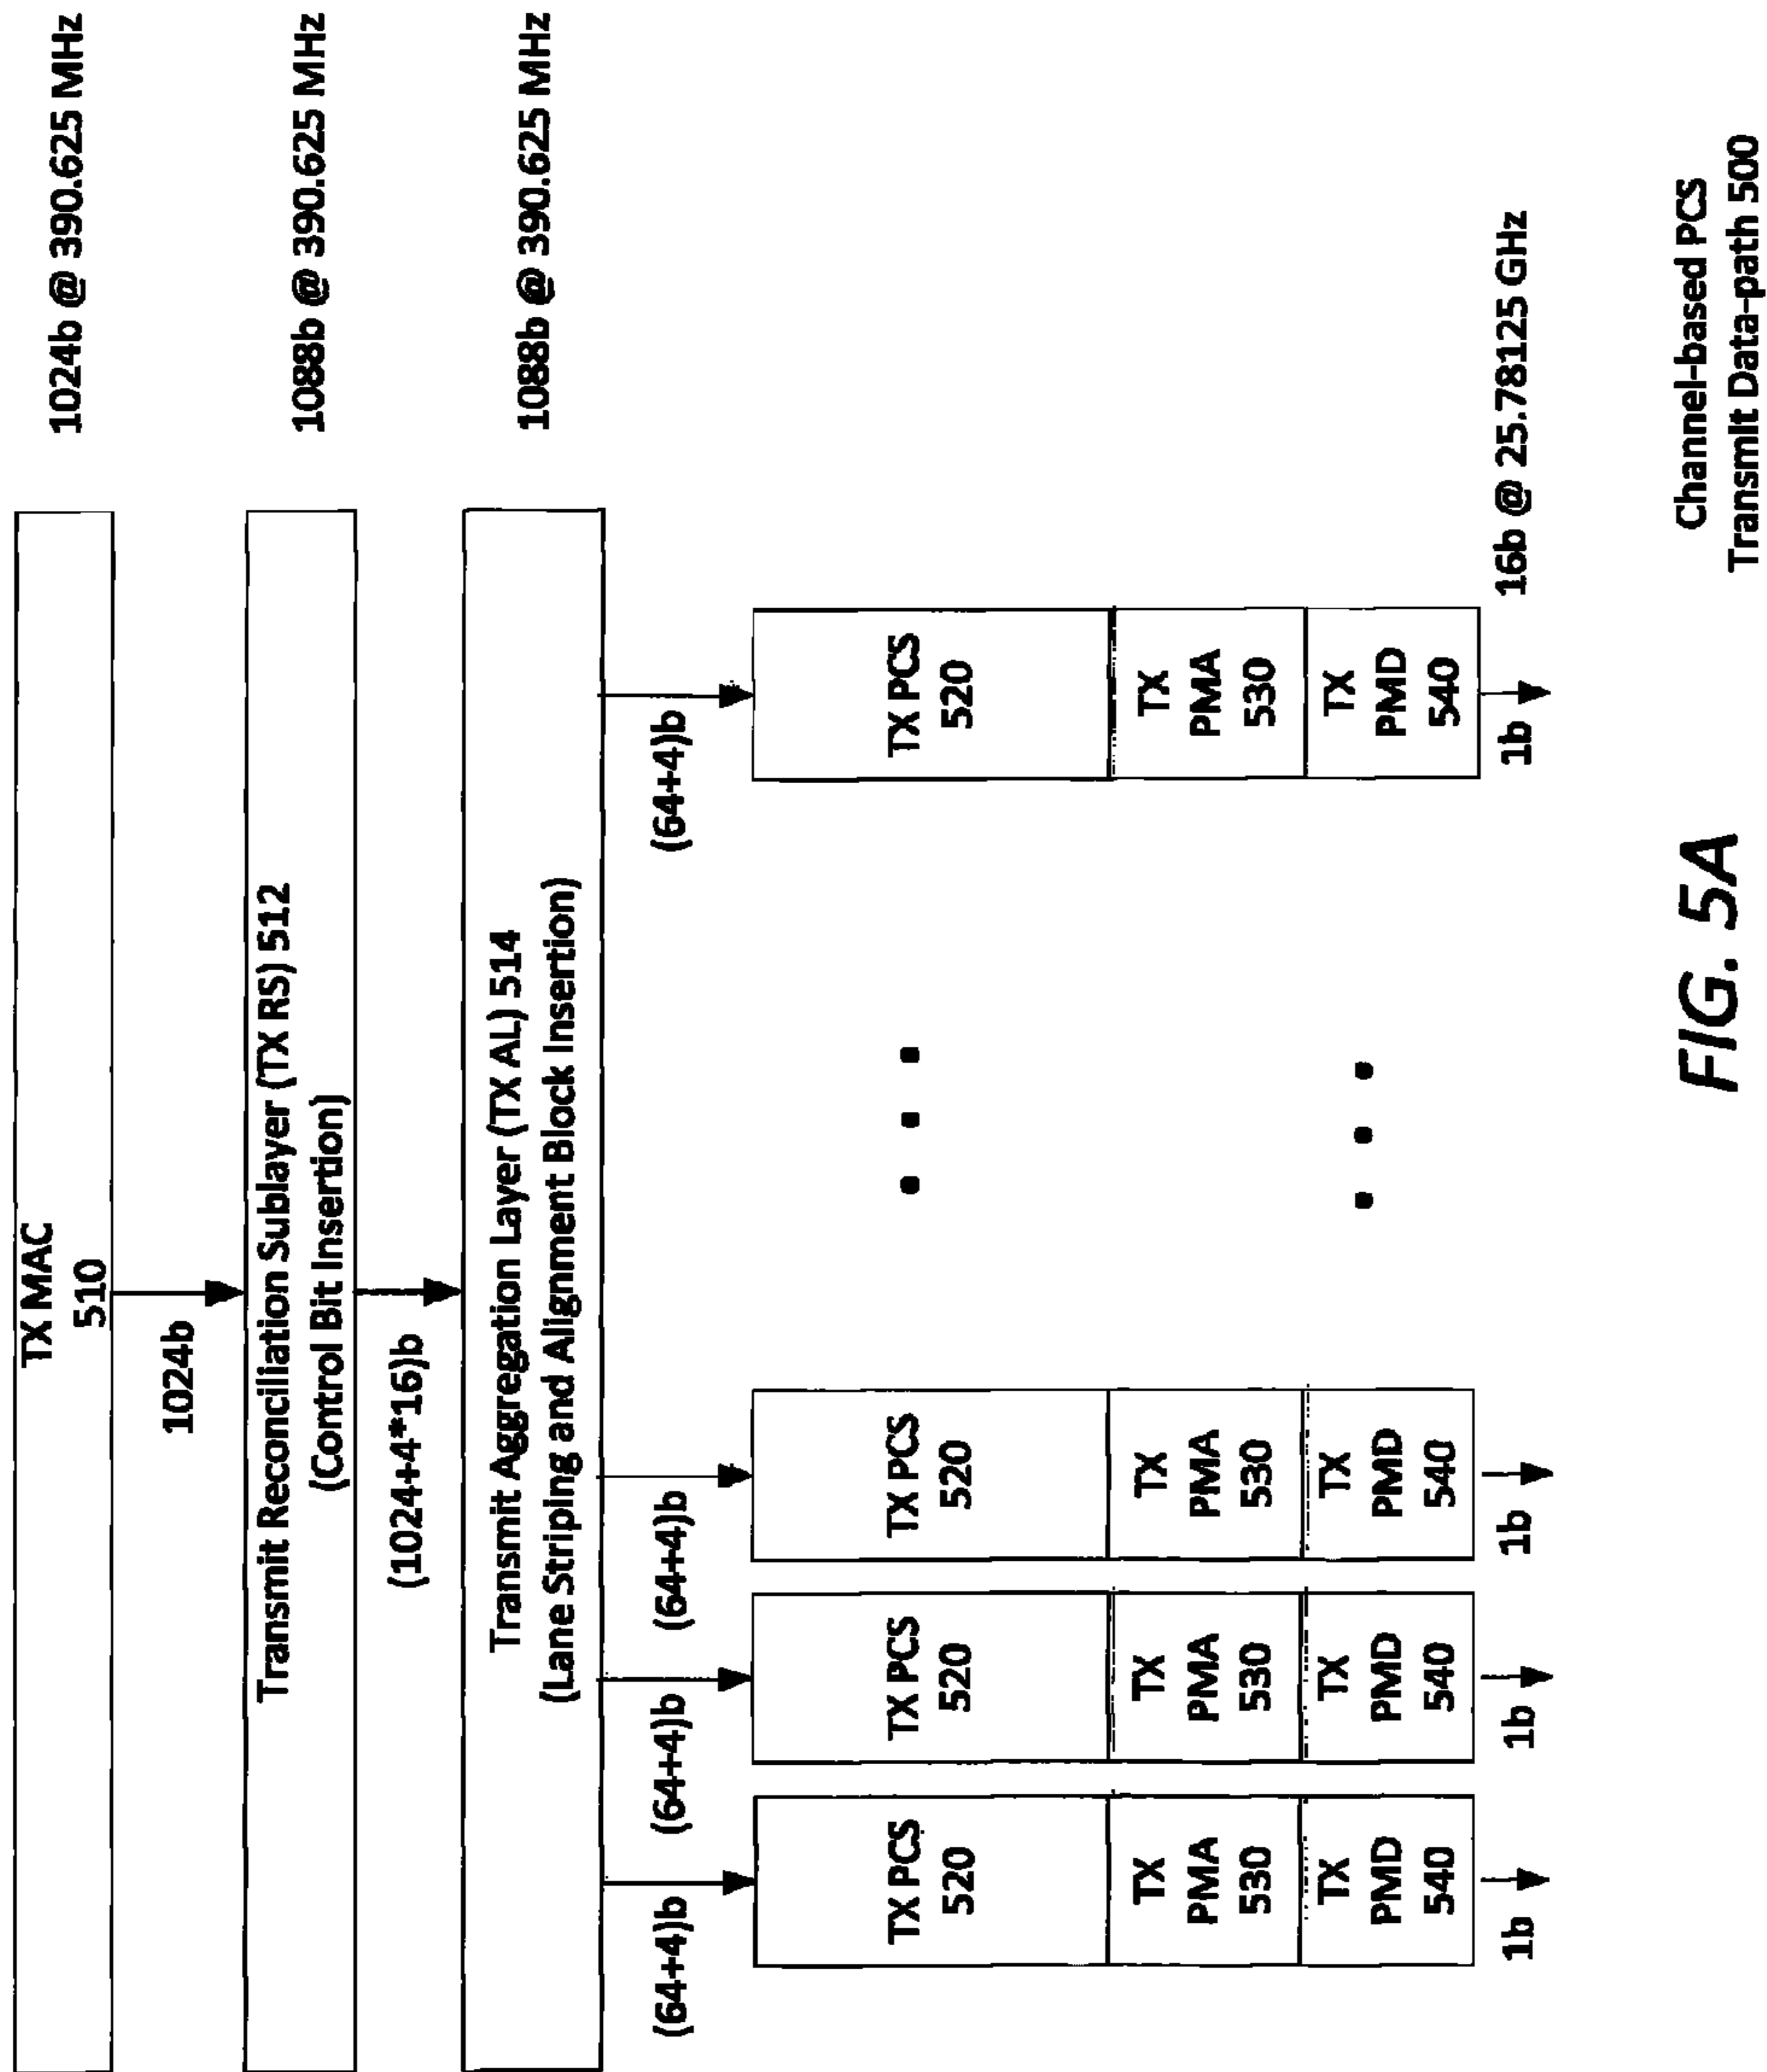 TX MAC
510
1024b @ 390.625 MHz
1024b
Transmit Reconciliation Sublayer (TX RS) 512
(Control Bit Insertion)
1088b @ 390.625 MHz
(1024+4*16)b
Transmit Aggregation Layer (TX AL) 514
(Lane Striping and Alignment Block Insertion)
1088b @ 390.625 MHz
(64+4)b
(64+4)b
(64+4)b
(64+4)b
TX PCS
520
TX PCS
520
TX PCS
520
TX PCS
520
TX
PMA
530
TX
PMA
530
TX
PMA
530
TX
PMA
530
TX
PMD
540
TX
PMD
540
TX
PMD
540
TX
PMD
540
1b
1b
1b
1b
16b @ 25.78125 GHz
FIG. 5A
Channel-based PCS
Transmit Data-path 500